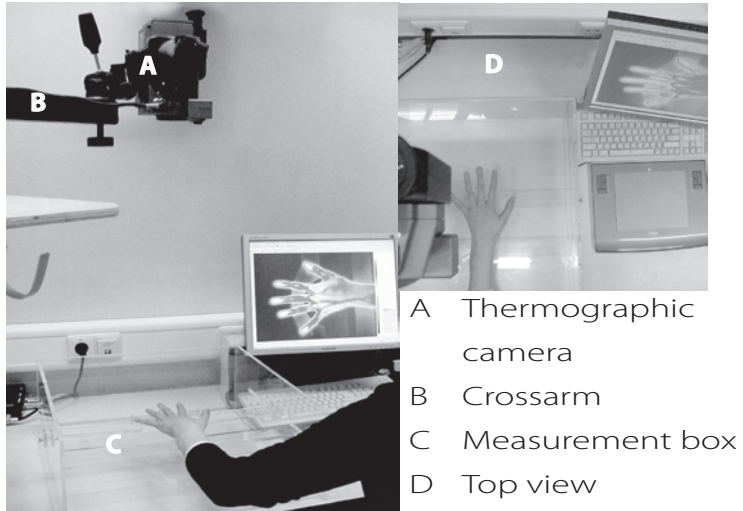 A
B
C
D
A Thermographic
camera
B Crossarm
C Measurement box
D Top view